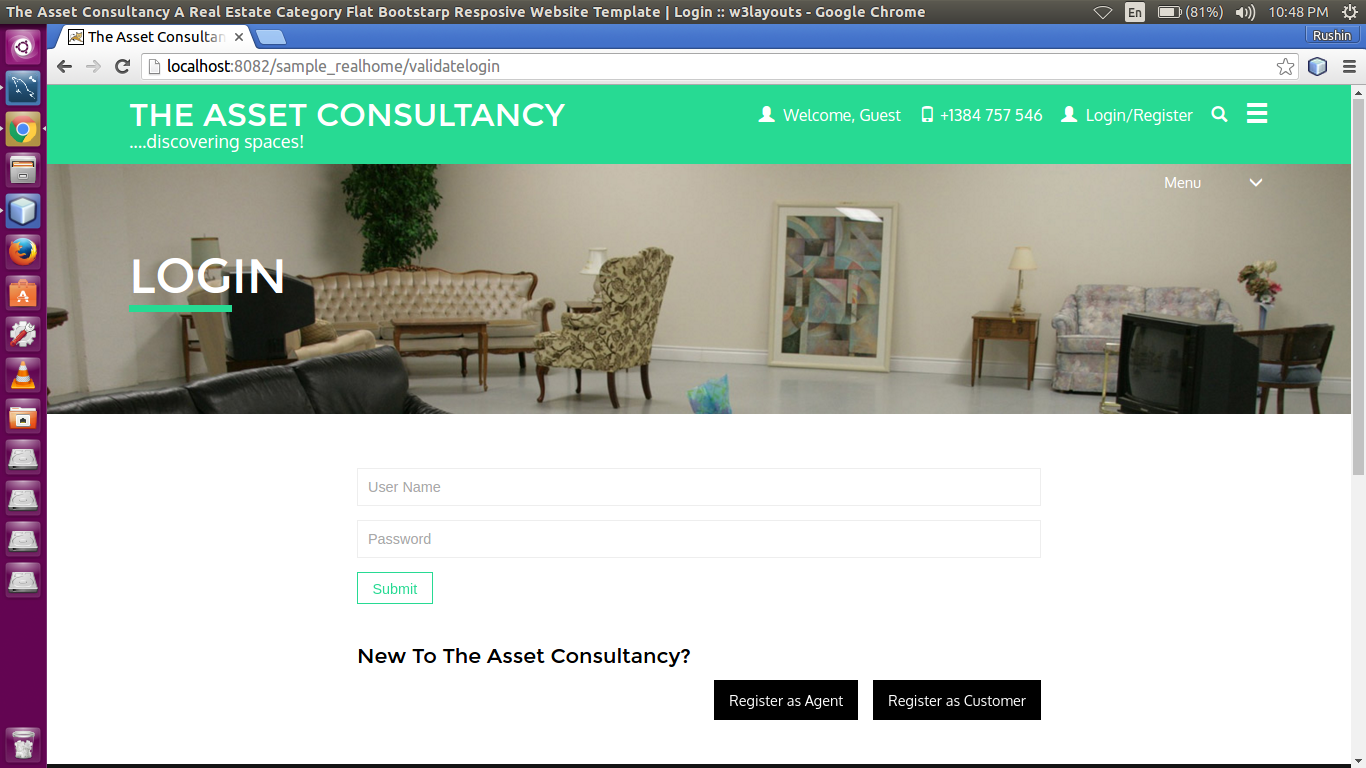 The Asset Consultancy A Real Estate Category Flat Bootstarp Resposive Website Template | Login :: w3layouts - Google Chrome
En (81%) 10:48 PM
The Asset Consultan
Rushin
localhost:8082/sample_realhome/validatelogin
THE ASSET CONSULTANCY
Welcome, Guest +1384 757 546 Login/Register
....discovering spaces!
Menu
LOGIN
User Name
Password
Submit
New To The Asset Consultancy?
Register as Agent Register as Customer